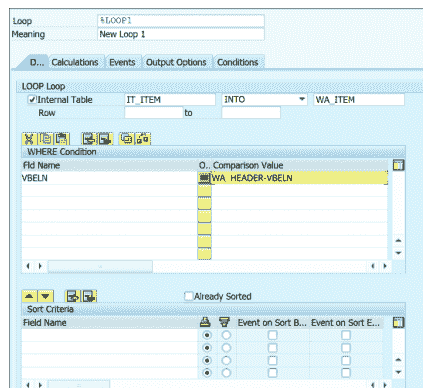 Loop %LOOP1
Meaning New Loop 1
D... Calculations Events Output Options Conditions
LOOP Loop
Internal Table IT_ITEM INTO WA_ITEM
Row to
WHERE Condition
Fld Name O.. Comparison Value
VBELN WA_HEADER-VBELN
Already Sorted
Sort Criteria
Field Name Event on Sort B... Event on Sort E...